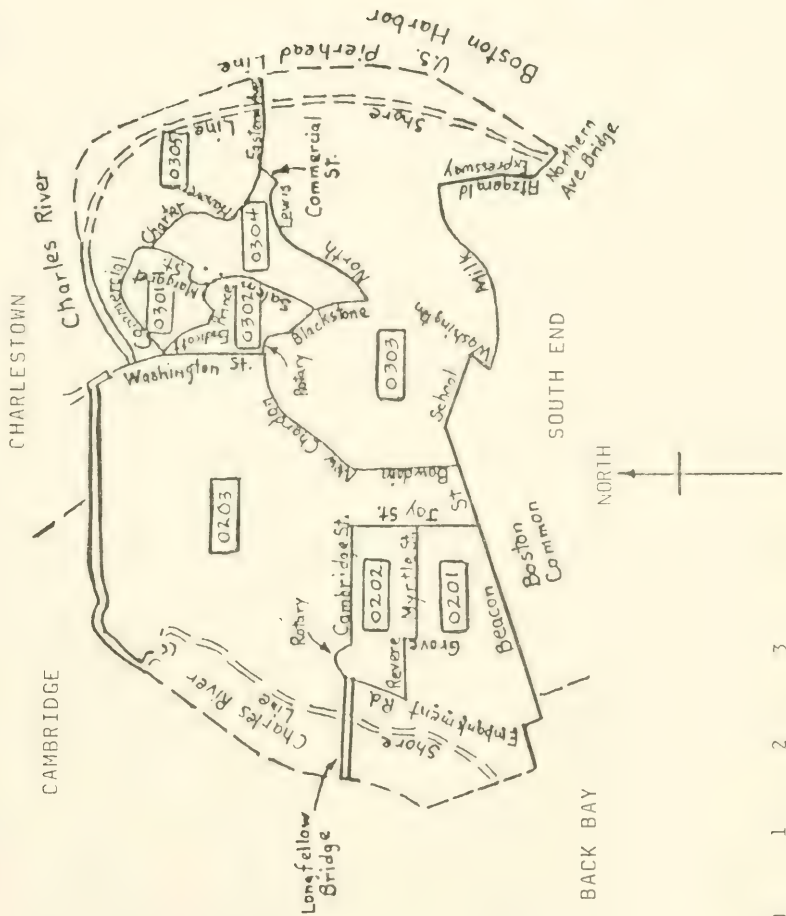 CHARLESTOWN
CAMBRIDGE
Charles River
Boston Harbor
U.S.
Pierhead Line
Shore
Line
0305
Hanover
Charter
Commercial
Commercial
St.
0304
Lewis
North
0301
Margaret
St.
Co
Prince
0302
Salem
Endicott
Blackstone
Washington St.
Rotary
New Chardon
0303
Washington
Milk
Fitzgerald
Expressway
Northern
Ave Bridge
School
SOUTH END
Bowdoin
St
Joy St.
0203
Cambridge St.
0202
Myrtle St.
0201
Rotary
Revere
Grove
Beacon
Boston
Common
Charles River
Line
Shore
Embankment
Rd
Longfellow
Bridge
BACK BAY
NORTH
1 2 3